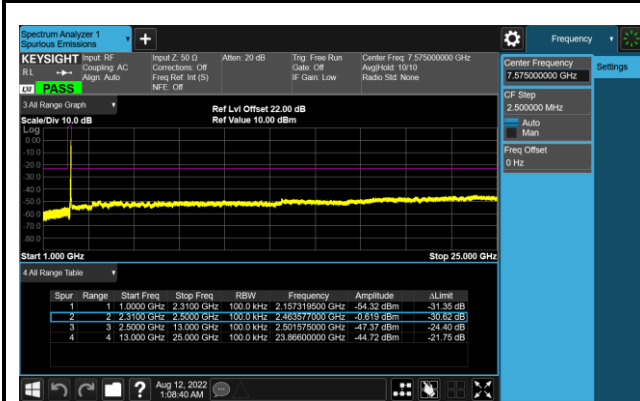 Spectrum Analyzer 1
Spurious Emissions
Frequency
KEYSIGHT
RL
Input: RF
Coupling: AC
Align: Auto
Input Z: 50 Ω
Corrections: Off
Freq Ref: Int (S)
NFE: Off
Atten: 20 dB
Trig: Free Run
Gate: Off
IF Gain: Low
Center Freq: 7.575000000 GHz
Avg|Hold: 10/10
Radio Std: None
LXI PASS
3 All Range Graph
Scale/Div 10.0 dB
Ref Lvl Offset 22.00 dB
Ref Value 10.00 dBm
Log
0.00
-10.0
-20.0
-30.0
-40.0
-50.0
-60.0
-70.0
-80.0
Start 1.000 GHz
Stop 25.000 GHz
4 All Range Table
Spur Range Start Freq Stop Freq RBW Frequency Amplitude ΔLimit
1 1 1.0000 GHz 2.3100 GHz 100.0 kHz 2.157319500 GHz -54.32 dBm -31.35 dB
2 2 2.3100 GHz 2.5000 GHz 100.0 kHz 2.463577000 GHz -0.619 dBm -30.62 dB
3 3 2.5000 GHz 13.000 GHz 100.0 kHz 2.501575000 GHz -47.37 dBm -24.40 dB
4 4 13.000 GHz 25.000 GHz 100.0 kHz 23.86600000 GHz -44.72 dBm -21.75 dB
Aug 12, 2022
1:08:40 AM
Center Frequency
7.575000000 GHz
Settings
CF Step
2.500000 MHz
Auto
Man
Freq Offset
0 Hz